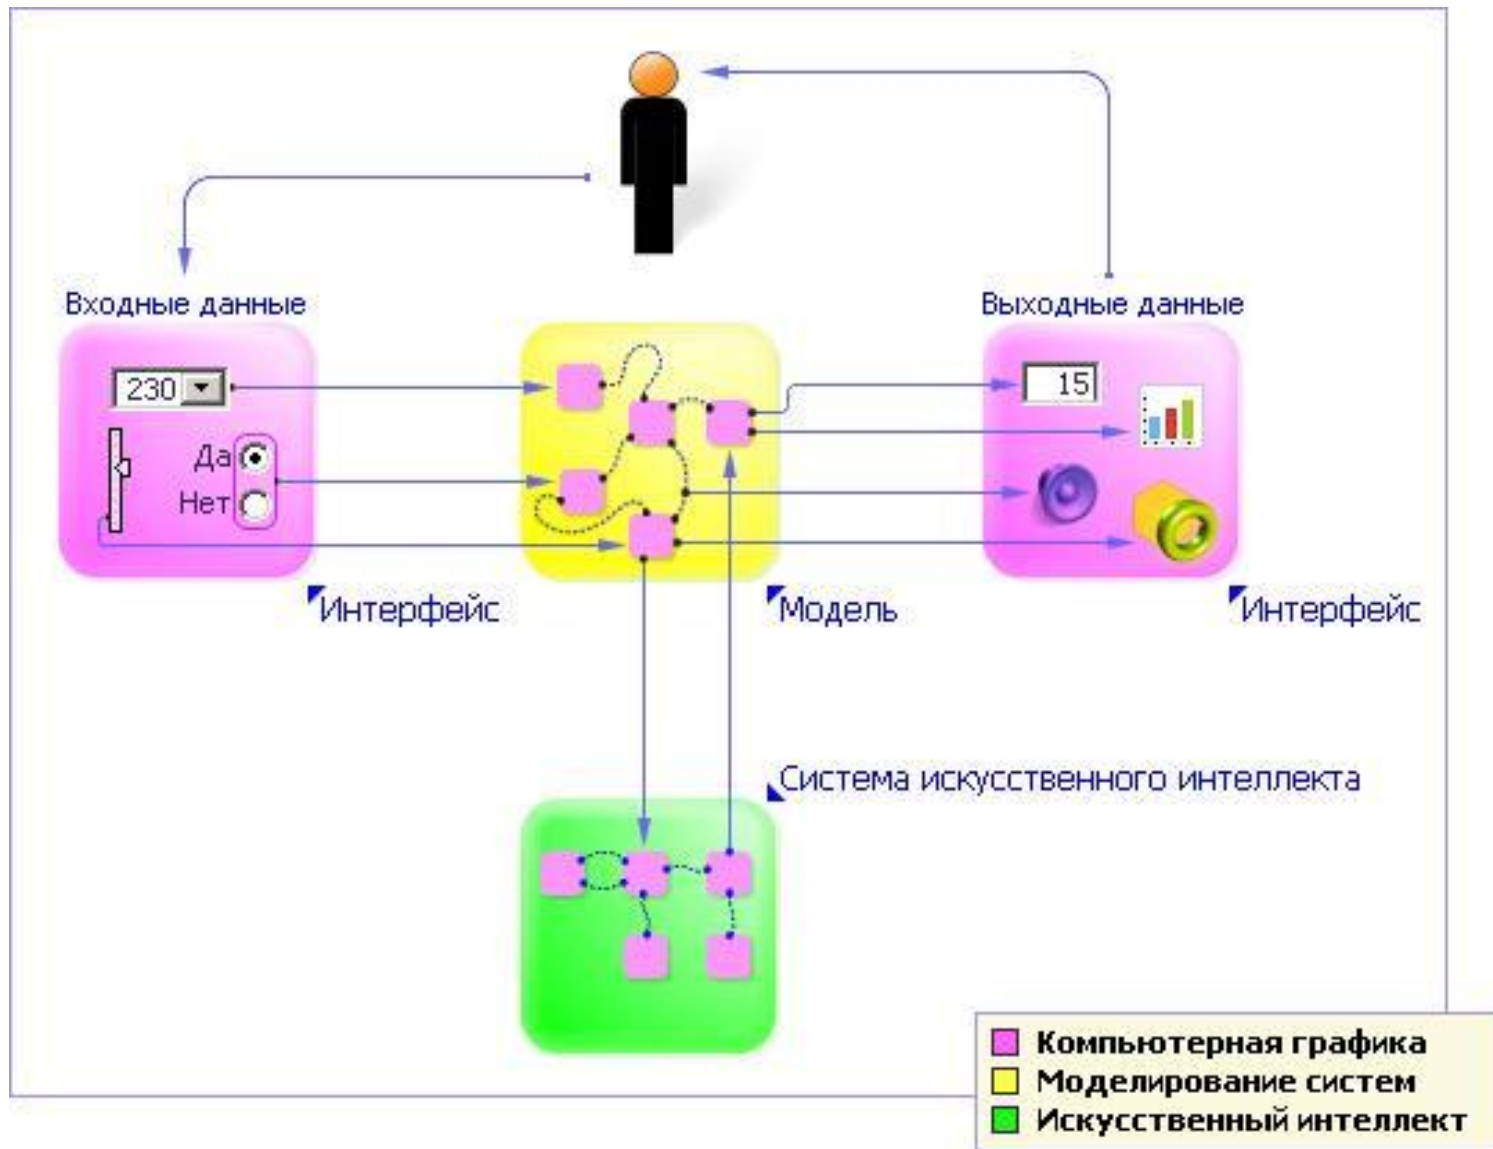 Входные данные
Выходные данные
230
15
Да
Нет
Интерфейс
Модель
Интерфейс
Система искусственного интеллекта
Компьютерная графика
Моделирование систем
Искусственный интеллект